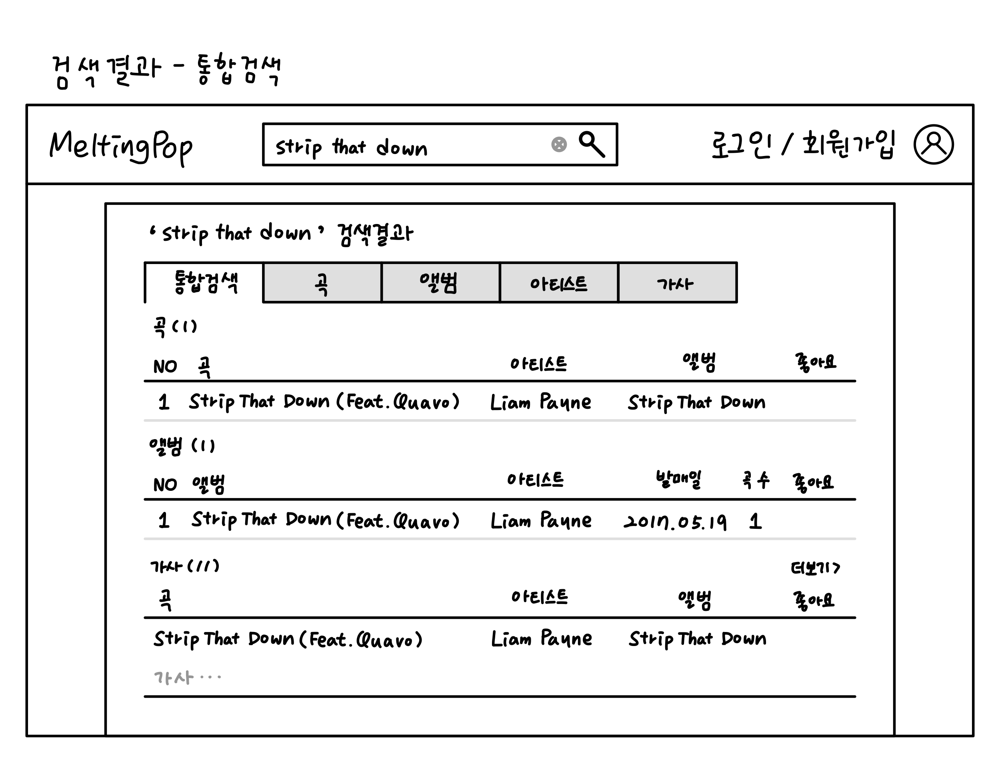 검색결과 - 통합검색
MeltingPop strip that down 로그인 / 회원가입
‘strip that down’ 검색결과
통합검색 곡 앨범 아티스트 가사
곡 (1)
NO 곡 아티스트 앨범 좋아요
1 Strip That Down (Feat. Quavo) Liam Payne Strip That Down
앨범 (1)
NO 앨범 아티스트 발매일 곡 수 좋아요
1 Strip That Down (Feat. Quavo) Liam Payne 2017.05.19 1
가사 (11) 더보기 >
곡 아티스트 앨범 좋아요
Strip That Down (Feat. Quavo) Liam Payne Strip That Down
가사 ...